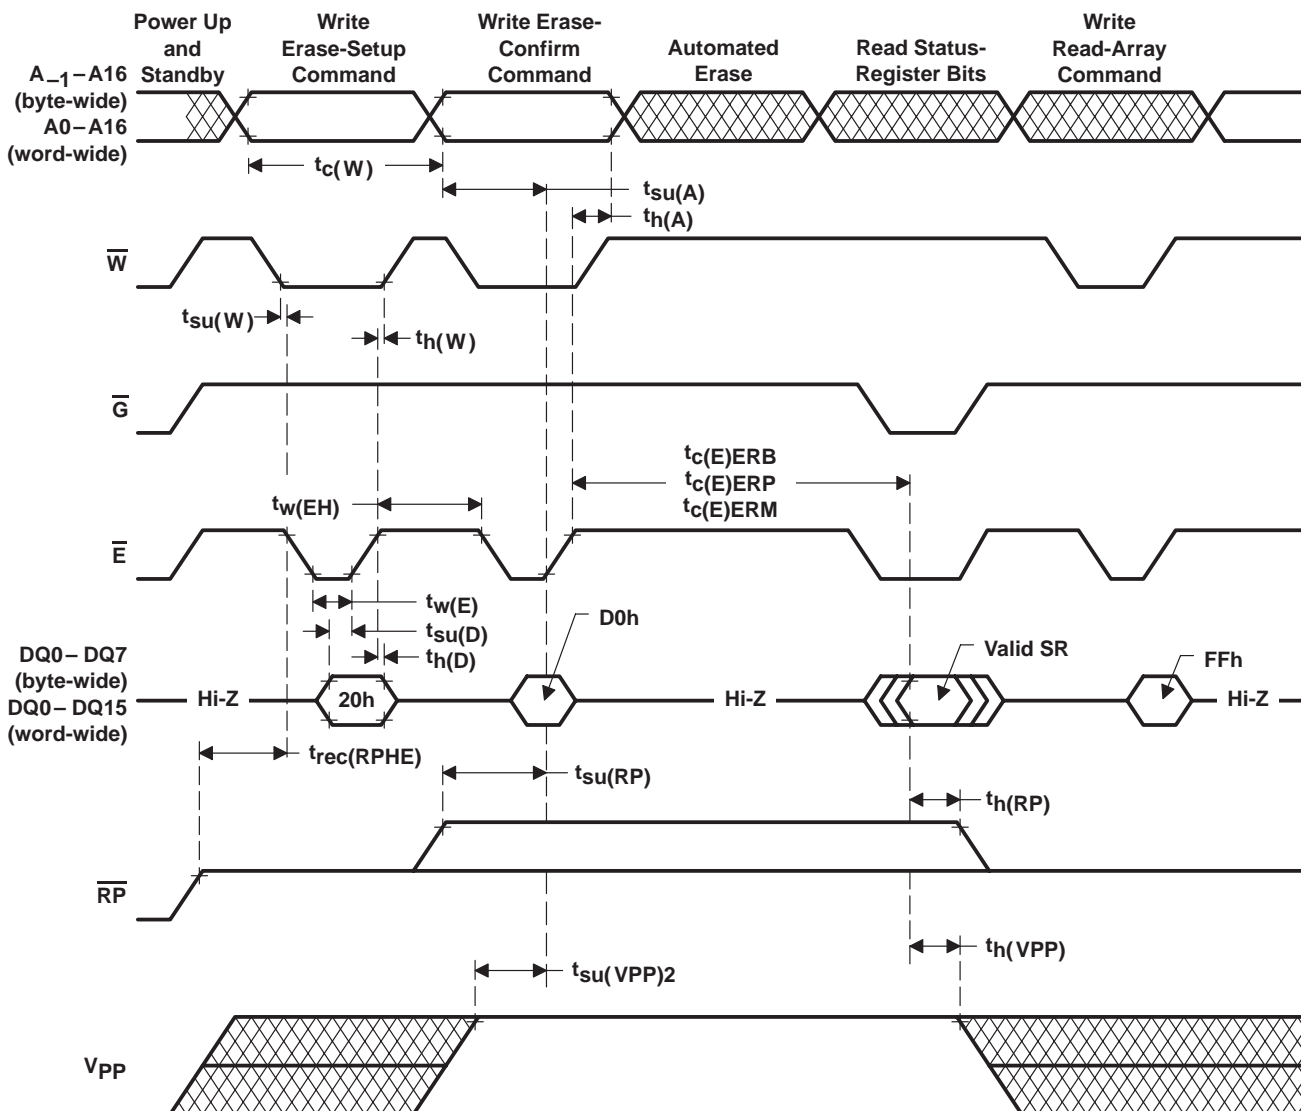 Power Up
and
Standby
Write
Erase-Setup
Command
Write Erase-
Confirm
Command
Automated
Erase
Read Status-
Register Bits
Write
Read-Array
Command
A–1–A16
(byte-wide)
A0–A16
(word-wide)
tc(W)
tsu(A)
th(A)
W
tsu(W)
th(W)
G
tc(E)ERB
tc(E)ERP
tc(E)ERM
tw(EH)
E
tw(E)
tsu(D)
th(D)
D0h
DQ0–DQ7
(byte-wide)
DQ0–DQ15
(word-wide)
Hi-Z
20h
Hi-Z
Valid SR
FFh
Hi-Z
trec(RPHE)
tsu(RP)
th(RP)
RP
th(VPP)
tsu(VPP)2
VPP